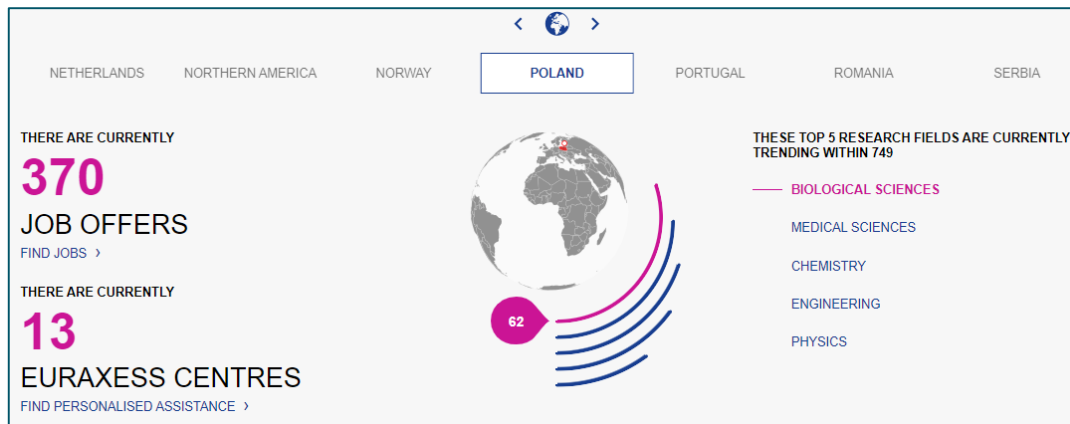 NETHERLANDS NORTHERN AMERICA NORWAY POLAND PORTUGAL ROMANIA SERBIA
THERE ARE CURRENTLY
370
JOB OFFERS
FIND JOBS >
THERE ARE CURRENTLY
13
EURAXESS CENTRES
FIND PERSONALISED ASSISTANCE >
62
THESE TOP 5 RESEARCH FIELDS ARE CURRENTLY
TRENDING WITHIN 749
BIOLOGICAL SCIENCES
MEDICAL SCIENCES
CHEMISTRY
ENGINEERING
PHYSICS